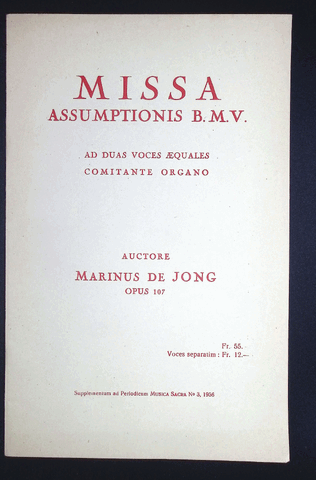 MISSA
ASSUMPTIONIS B. M. V.
AD DUAS VOCES ÆQUALES
COMITANTE ORGANO
AUCTORE
MARINUS DE JONG
OPUS 107
Fr. 55.
Voces separatim : Fr. 12.—
Supplementum ad Periodicum MUSICA SACRA Nº 3, 1956